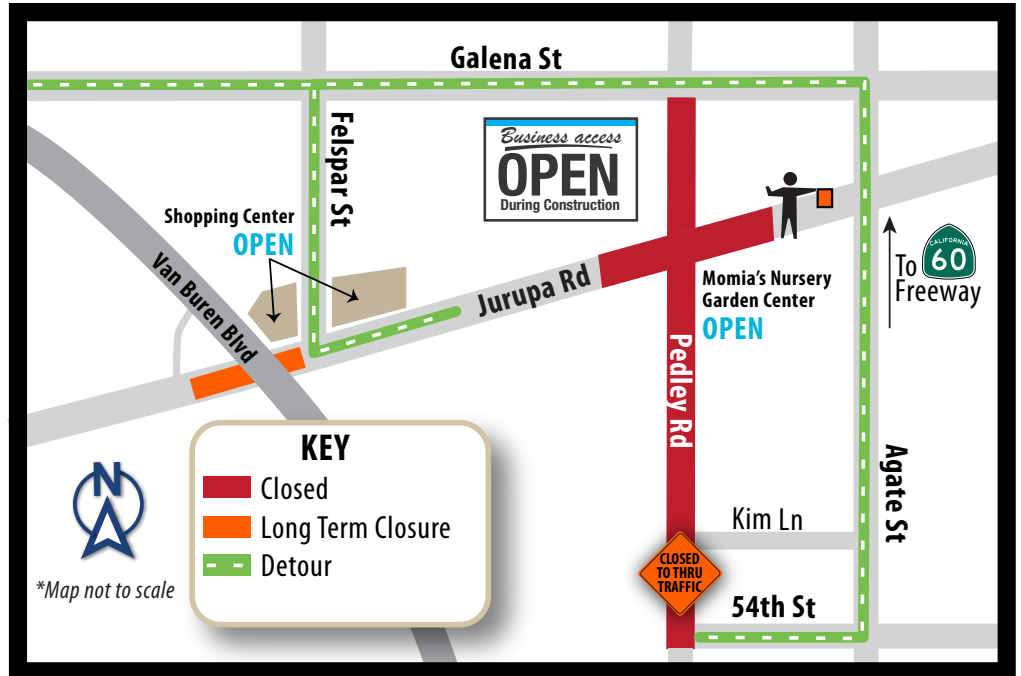 Galena St
Felspar St
Business access
OPEN
During Construction
Shopping Center
OPEN
Van Buren Blvd
Jurupa Rd
Momia's Nursery
Garden Center
OPEN
To
Freeway
CALIFORNIA
60
Pedley Rd
Agate St
KEY
Closed
Long Term Closure
Detour
N
*Map not to scale
Kim Ln
CLOSED
TO THRU
TRAFFIC
54th St